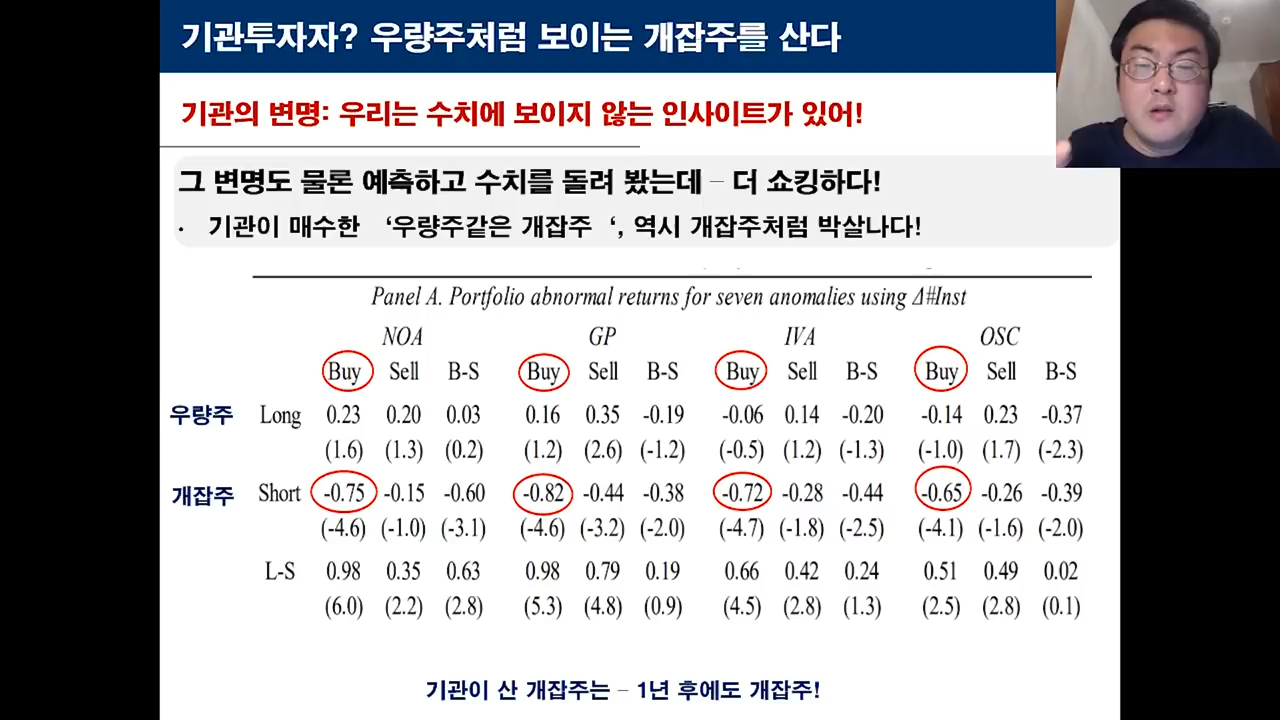 기관투자자? 우량주처럼 보이는 개잡주를 산다
기관의 변명: 우리는 수치에 보이지 않는 인사이트가 있어!
그 변명도 물론 예측하고 수치를 돌려 봤는데 – 더 쇼킹하다!
· 기관이 매수한 ‘우량주같은 개잡주 ‘, 역시 개잡주처럼 박살나다!
Panel A. Portfolio abnormal returns for seven anomalies using Δ#Inst
NOA GP IVA OSC
Buy Sell B-S Buy Sell B-S Buy Sell B-S Buy Sell B-S
우량주 Long 0.23 0.20 0.03 0.16 0.35 -0.19 -0.06 0.14 -0.20 -0.14 0.23 -0.37
(1.6) (1.3) (0.2) (1.2) (2.6) (-1.2) (-0.5) (1.2) (-1.3) (-1.0) (1.7) (-2.3)
개잡주 Short -0.75 -0.15 -0.60 -0.82 -0.44 -0.38 -0.72 -0.28 -0.44 -0.65 -0.26 -0.39
(-4.6) (-1.0) (-3.1) (-4.6) (-3.2) (-2.0) (-4.7) (-1.8) (-2.5) (-4.1) (-1.6) (-2.0)
L-S 0.98 0.35 0.63 0.98 0.79 0.19 0.66 0.42 0.24 0.51 0.49 0.02
(6.0) (2.2) (2.8) (5.3) (4.8) (0.9) (4.5) (2.8) (1.3) (2.5) (2.8) (0.1)
기관이 산 개잡주는 – 1년 후에도 개잡주!